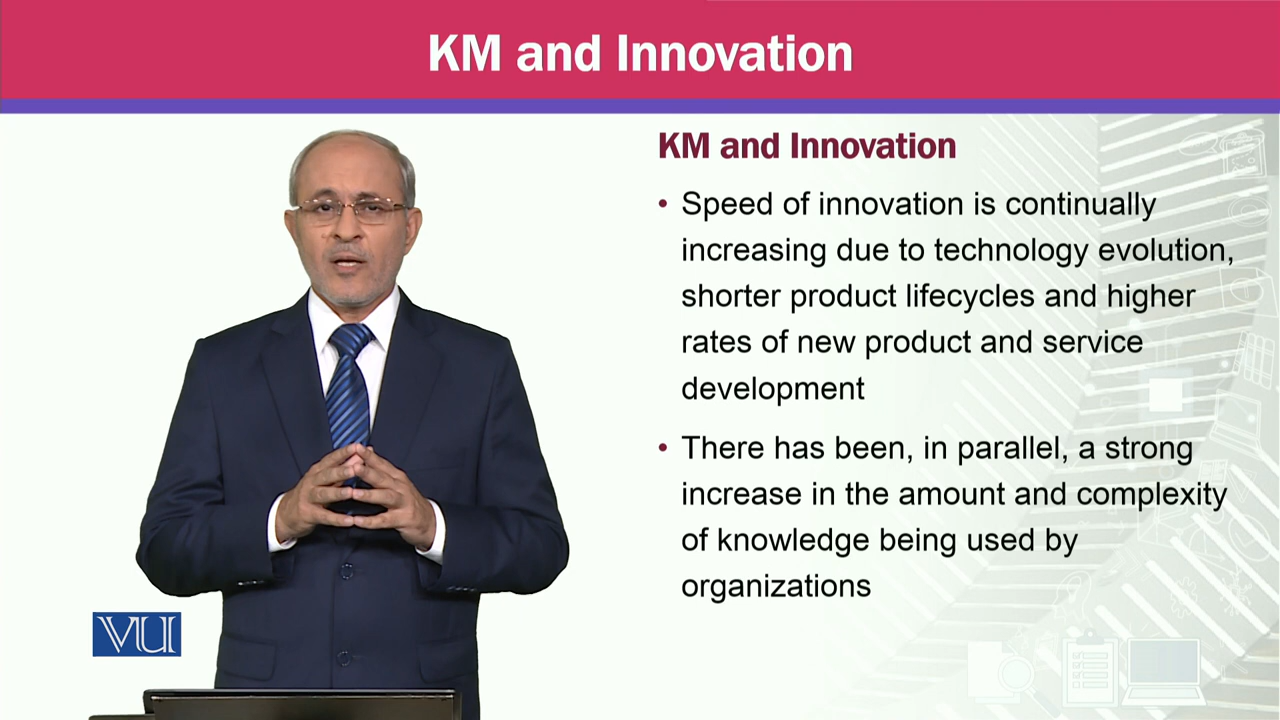 KM and Innovation
KM and Innovation
• Speed of innovation is continually
increasing due to technology evolution,
shorter product lifecycles and higher
rates of new product and service
development
• There has been, in parallel, a strong
increase in the amount and complexity
of knowledge being used by
organizations
VU